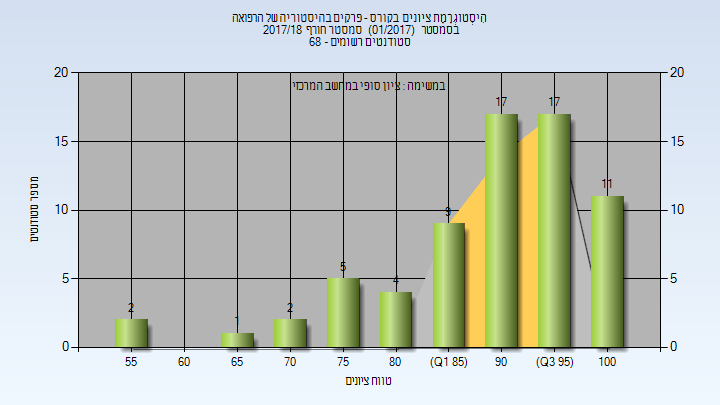 היסטוגרמת ציונים בקורס - פרקים בהיסטוריה של הרפואה
בסמסטר (01/2017) סמסטר חורף 2017/18
סטודנטים רשומים - 68
במשימה : ציון סופי במחשב המרכזי
20 20
15 15
10 10
5 5
0 0
מספר סטודנטים
2 1 2 5 4 9 17 17 11
55 60 65 70 75 80 (Q1 85) 90 (Q3 95) 100
טווח ציונים